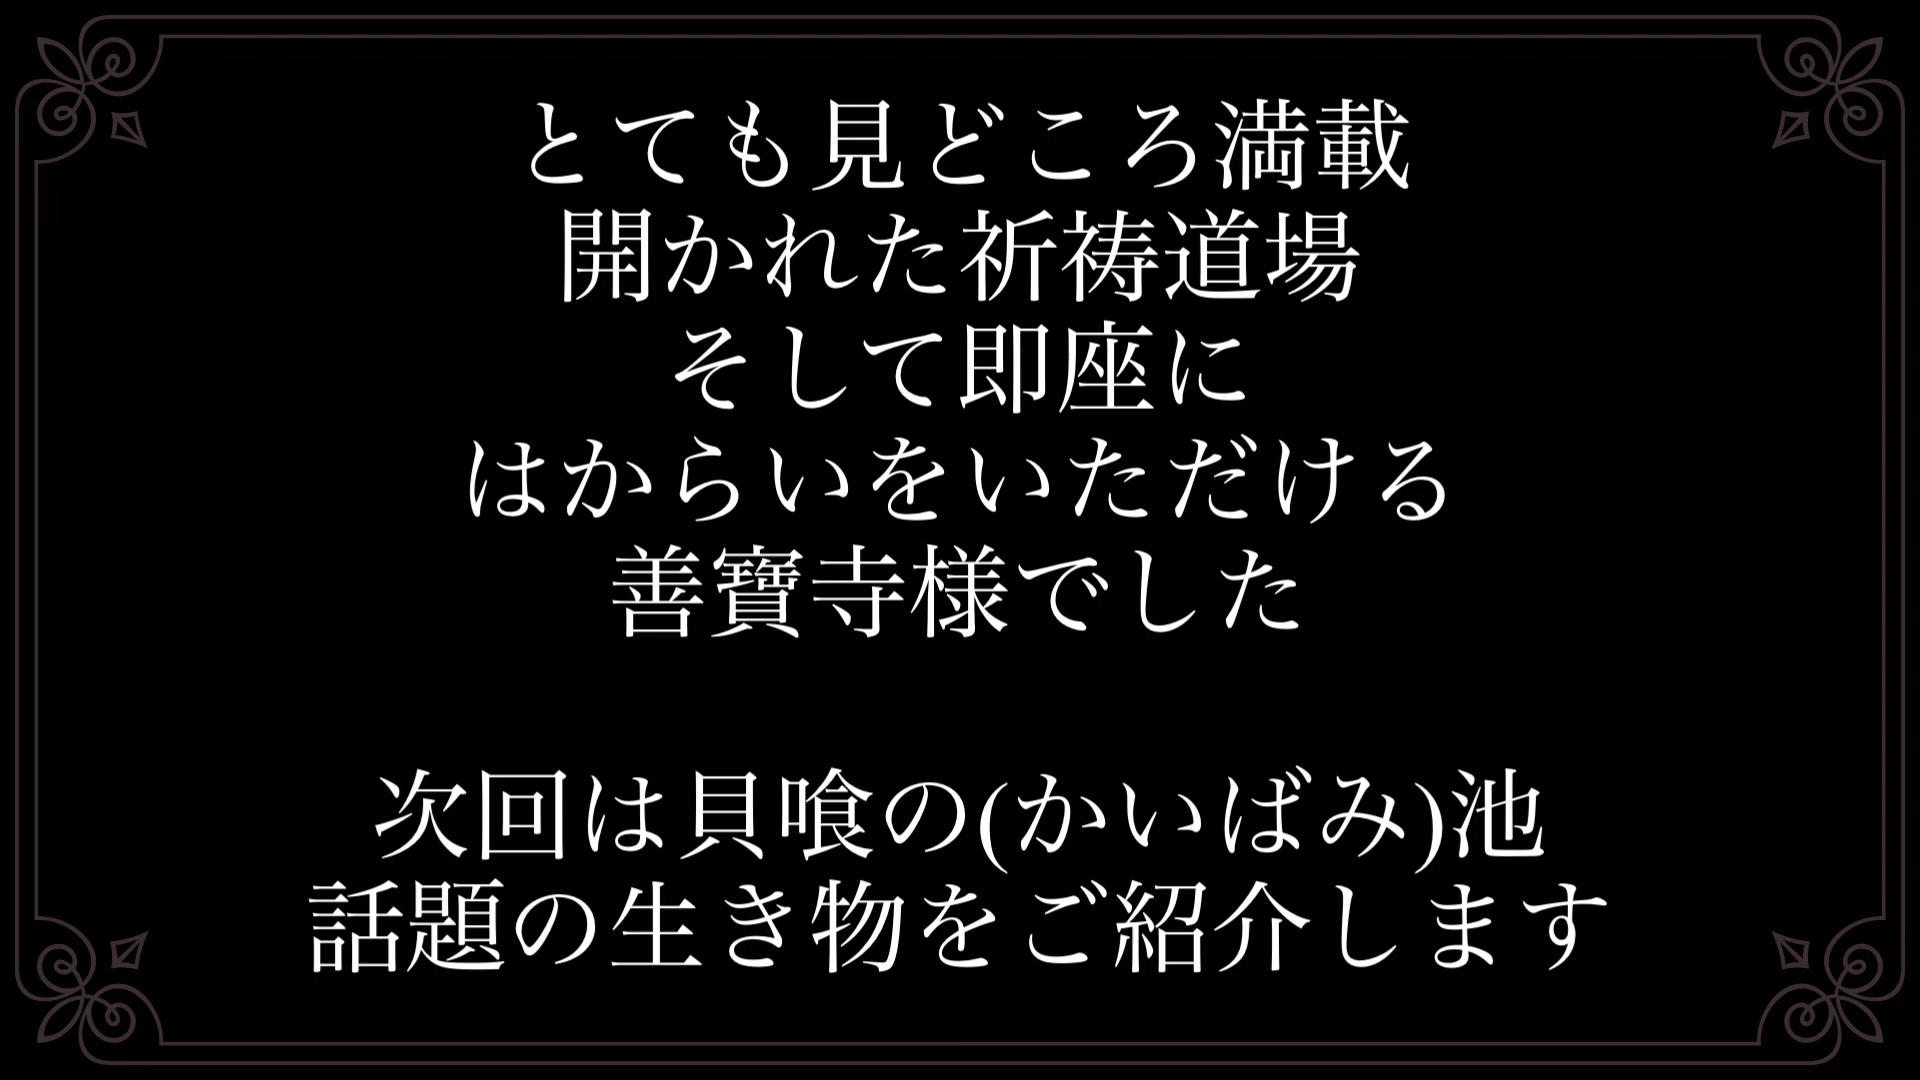 とても見どころ満載
開かれた祈祷道場
そして即座に
はからいをいただける
善寶寺様でした
次回は貝喰の(かいばみ)池
話題の生き物をご紹介します